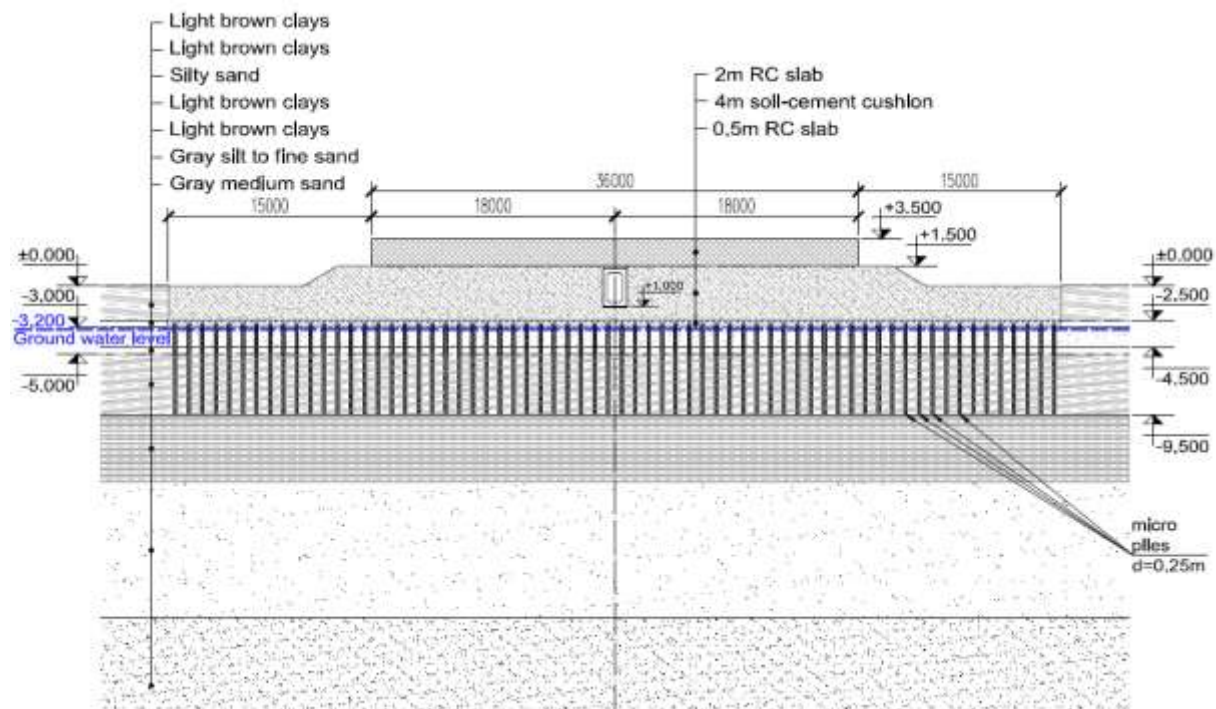 Light brown clays
Light brown clays
Silty sand
Light brown clays
Light brown clays
Gray silt to fine sand
Gray medium sand
2m RC slab
4m soil-cement cushion
0,5m RC slab
36000
15000
15000
18000
18000
+3.500
+1.500
±0.000
±0.000
+1.000
-3.000
-2.500
-3,200
Ground water level
-5.000
-4.500
-9,500
micro
piles
d=0,25m